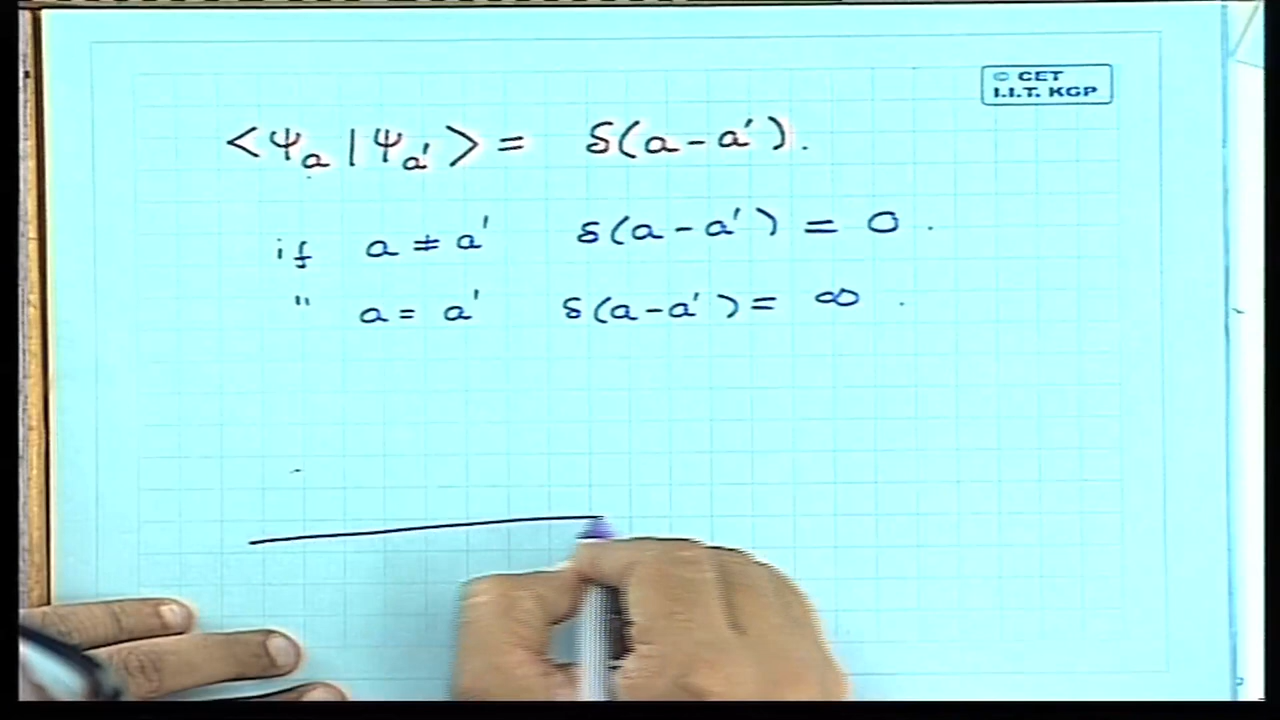 © CET
I.I.T. KGP
<Ψₐ|Ψₐ′> = δ(a-a′).
if a ≠ a′ δ(a-a′) = 0.
" a = a′ δ(a-a′) = ∞.